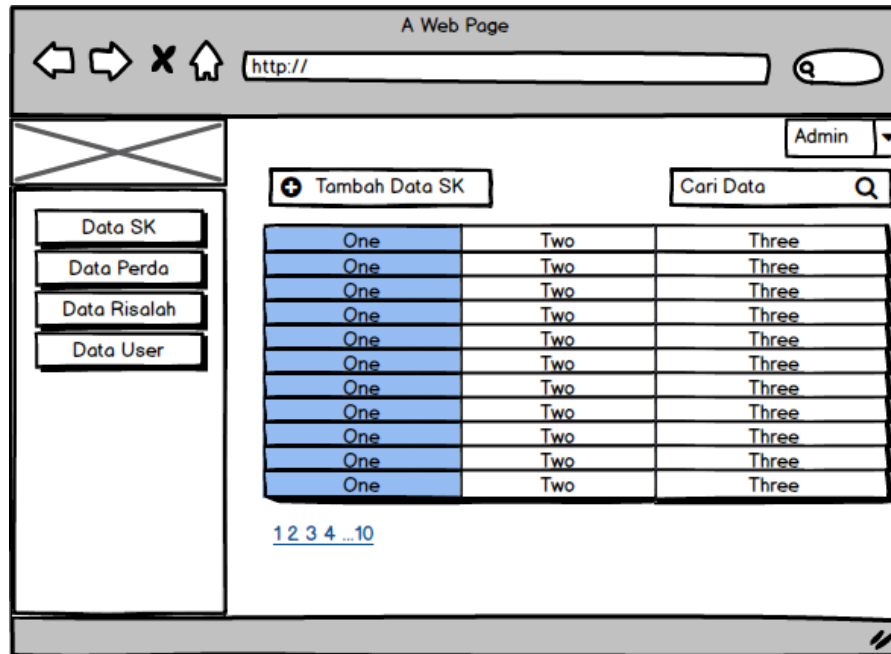 A Web Page
http://
Admin
Tambah Data SK
Cari Data
Data SK
Data Perda
Data Risalah
Data User
One Two Three
One Two Three
One Two Three
One Two Three
One Two Three
One Two Three
One Two Three
One Two Three
One Two Three
One Two Three
One Two Three
1 2 3 4 ...10